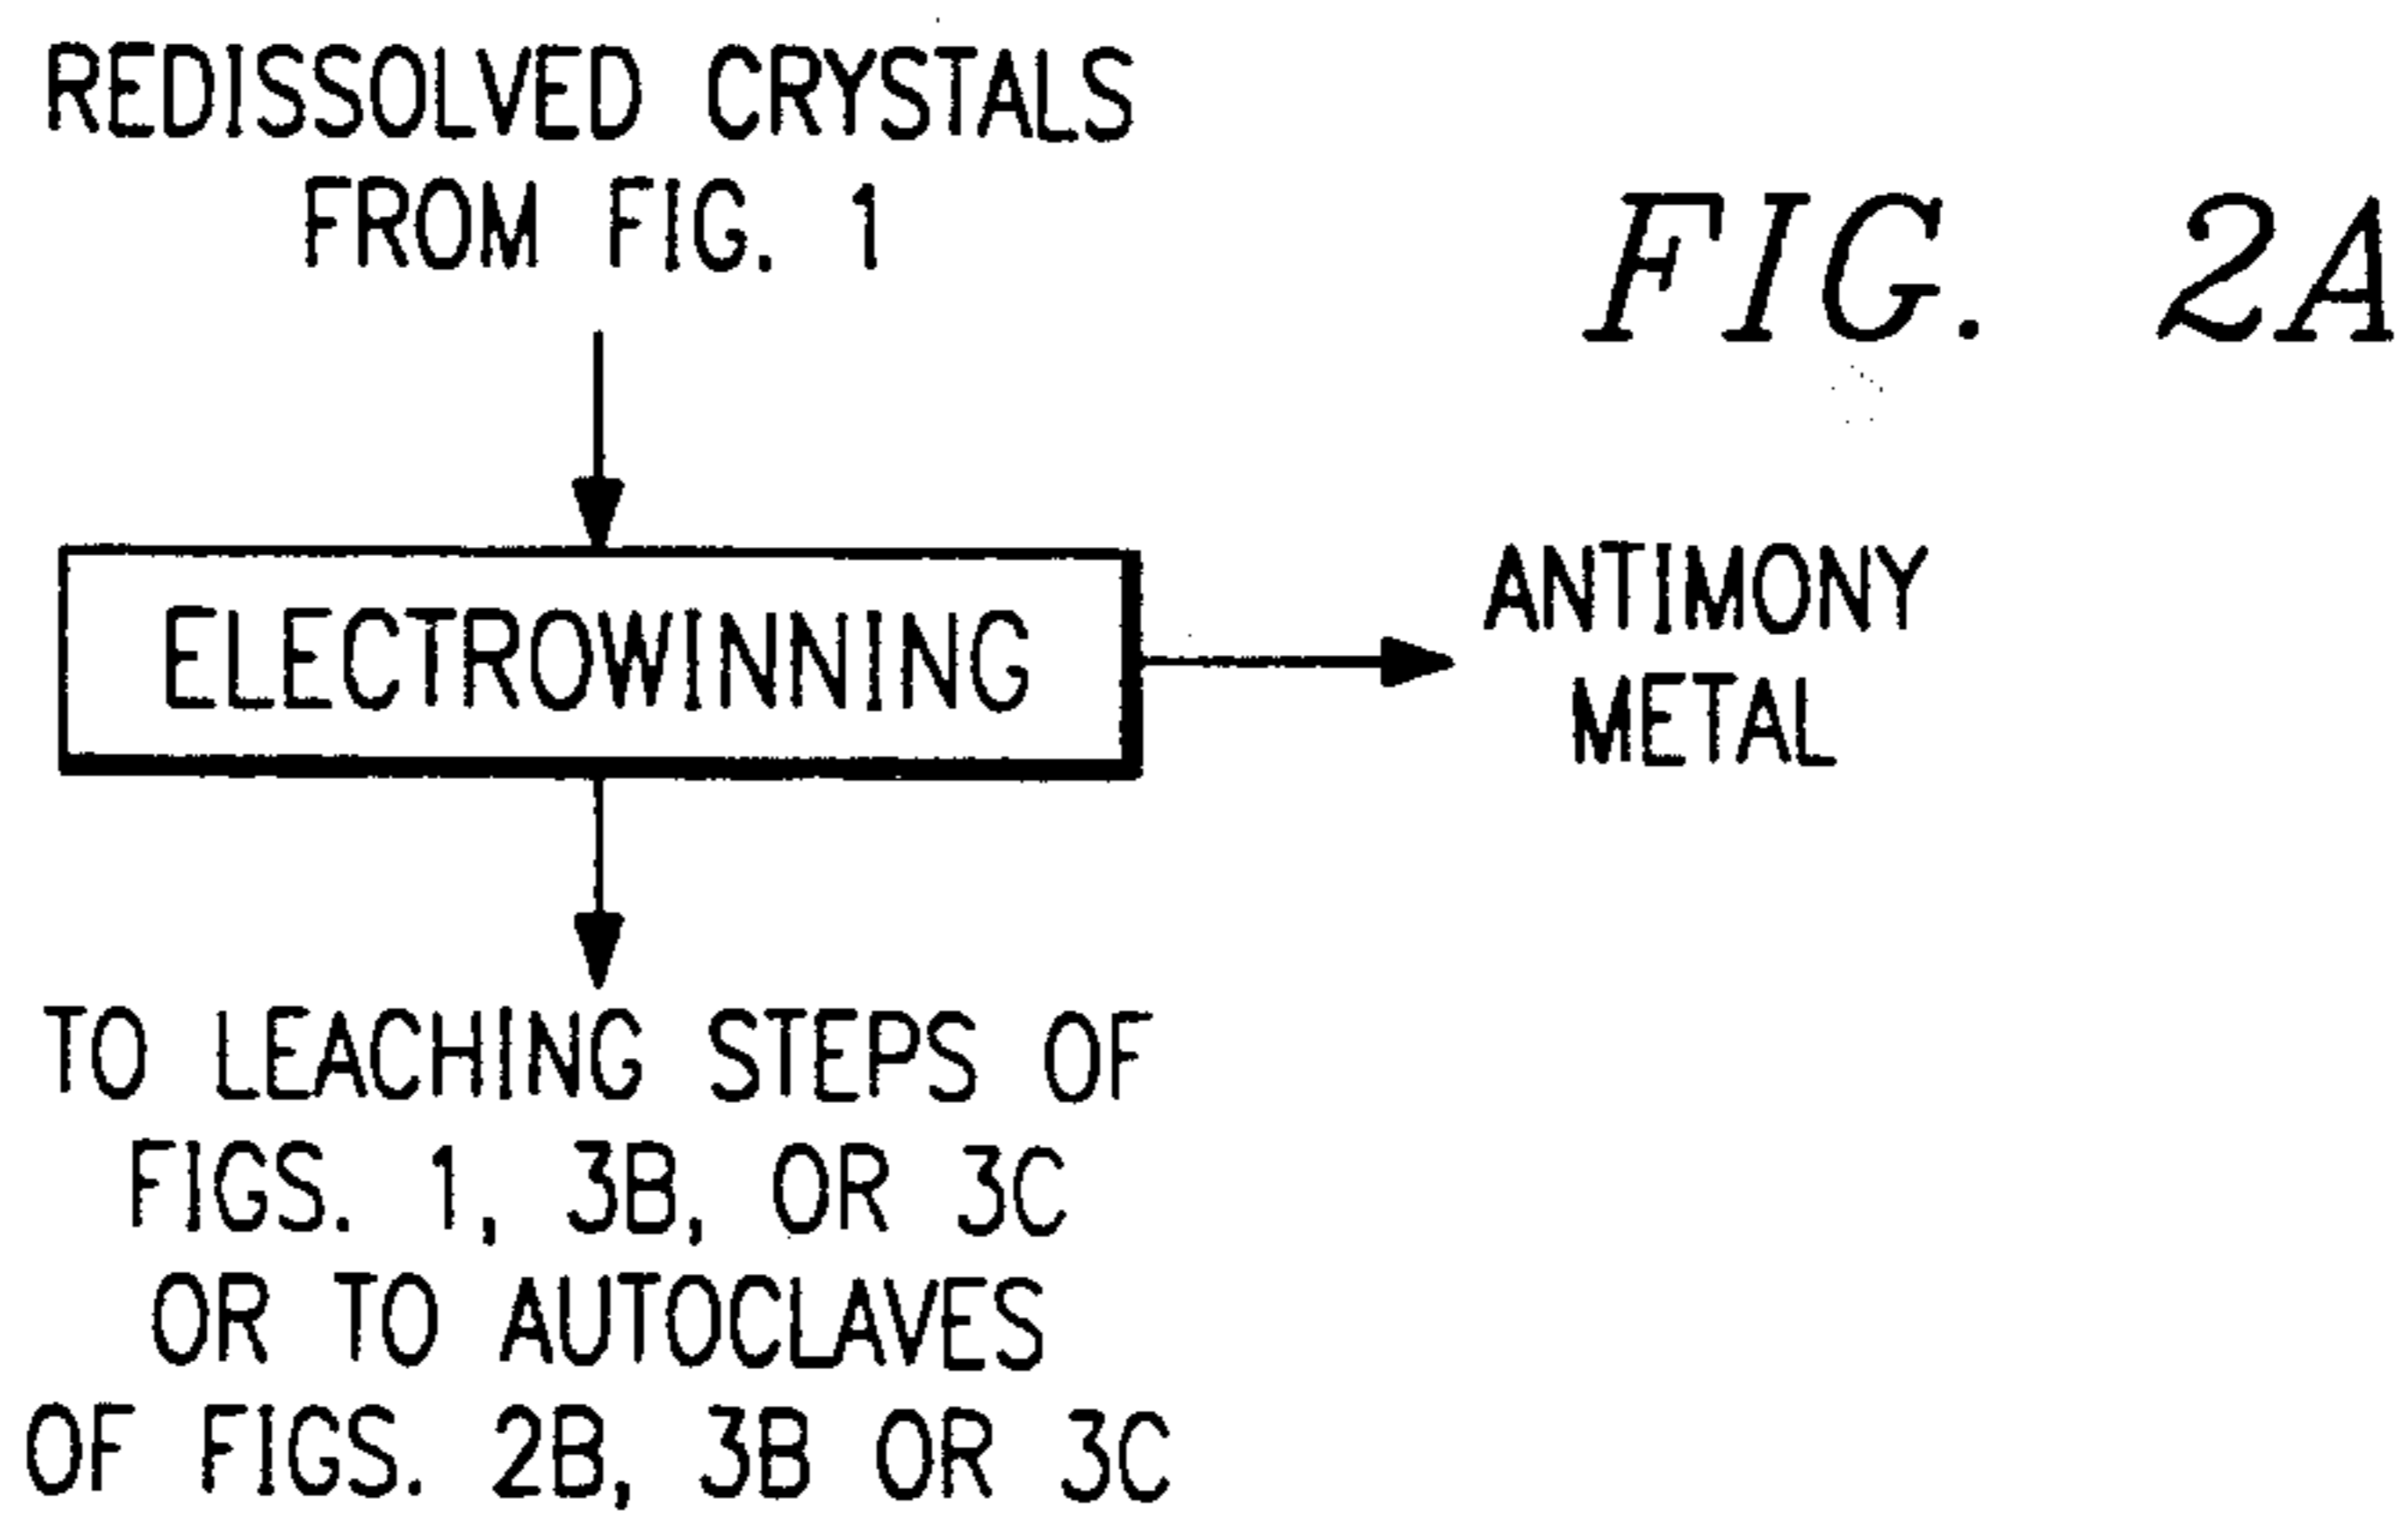 REDISSOLVED CRYSTALS
FROM FIG. 1
FIG. 2A
ELECTROWINNING
ANTIMONY
METAL
TO LEACHING STEPS OF
FIGS. 1, 3B, OR 3C
OR TO AUTOCLAVES
OF FIGS. 2B, 3B OR 3C